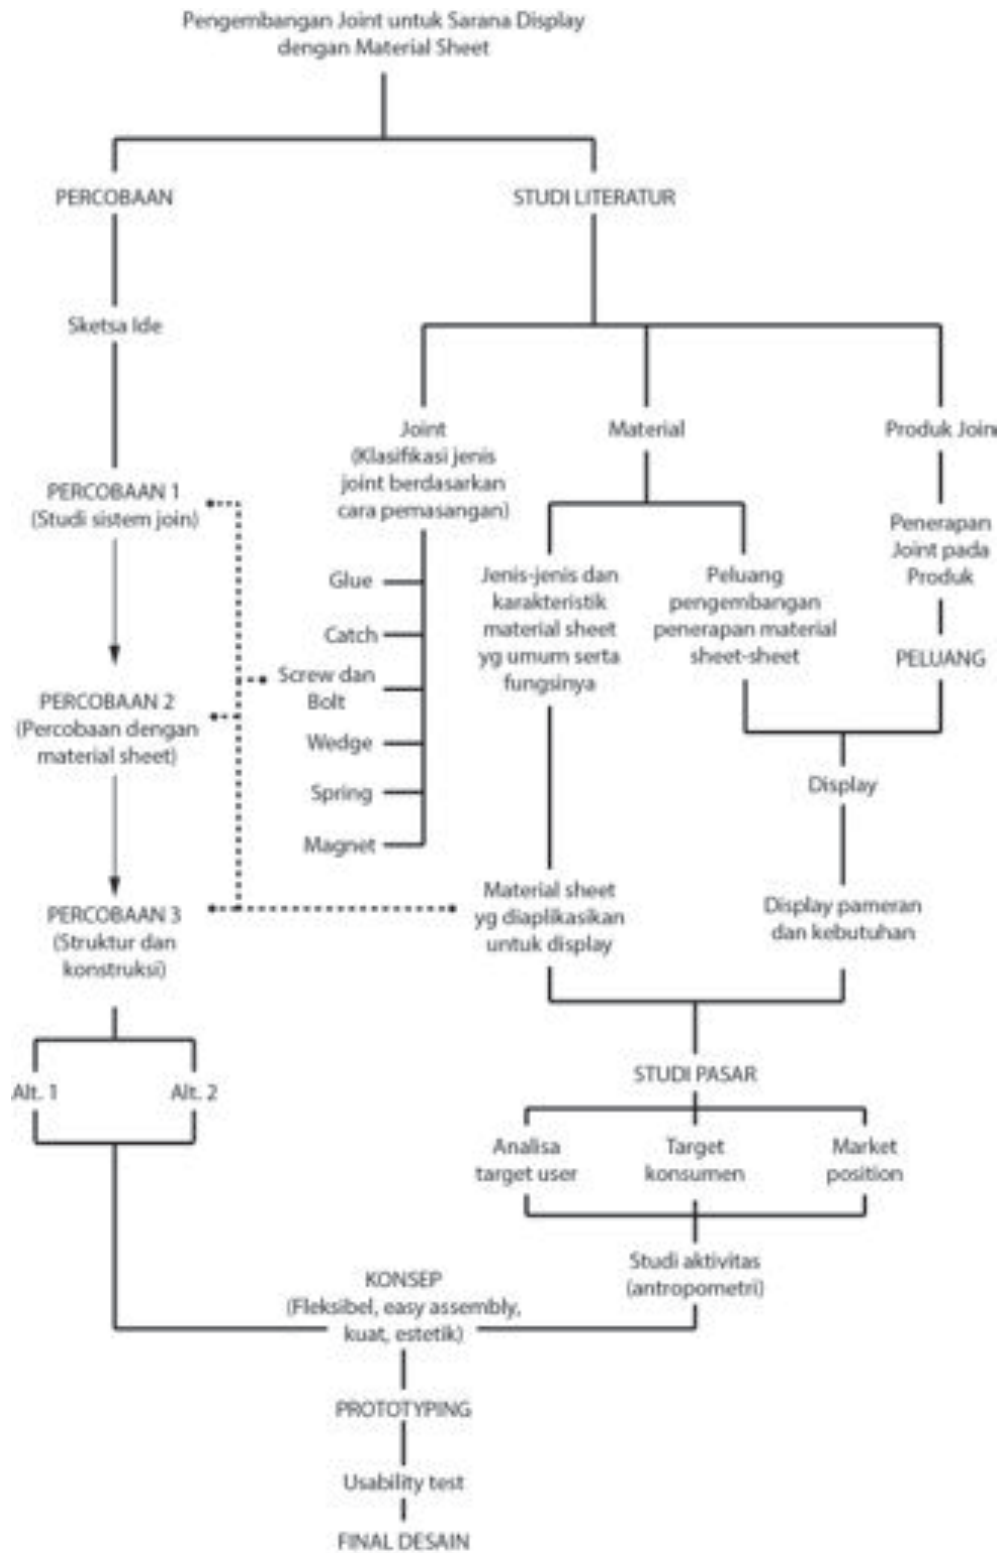 Pengembangan Joint untuk Sarana Display
dengan Material Sheet
PERCOBAAN
STUDI LITERATUR
Sketsa Ide
Joint
(Klasifikasi jenis
joint berdasarkan
cara pemasangan)
Material
Produk Join
PERCOBAAN 1
(Studi sistem join)
Penerapan
Joint pada
Produk
Glue
Catch
Screw dan
Bolt
Wedge
Spring
Magnet
Jenis-jenis dan
karakteristik
material sheet
yg umum serta
fungsinya
Peluang
pengembangan
penerapan material
sheet-sheet
PELUANG
PERCOBAAN 2
(Percobaan dengan
material sheet)
Display
PERCOBAAN 3
(Struktur dan
konstruksi)
Material sheet
yg diaplikasikan
untuk display
Display pameran
dan kebutuhan
Alt. 1
Alt. 2
STUDI PASAR
Analisa
target user
Target
konsumen
Market
position
Studi aktivitas
(antropometri)
KONSEP
(Fleksibel, easy assembly,
kuat, estetik)
PROTOTYPING
Usability test
FINAL DESAIN